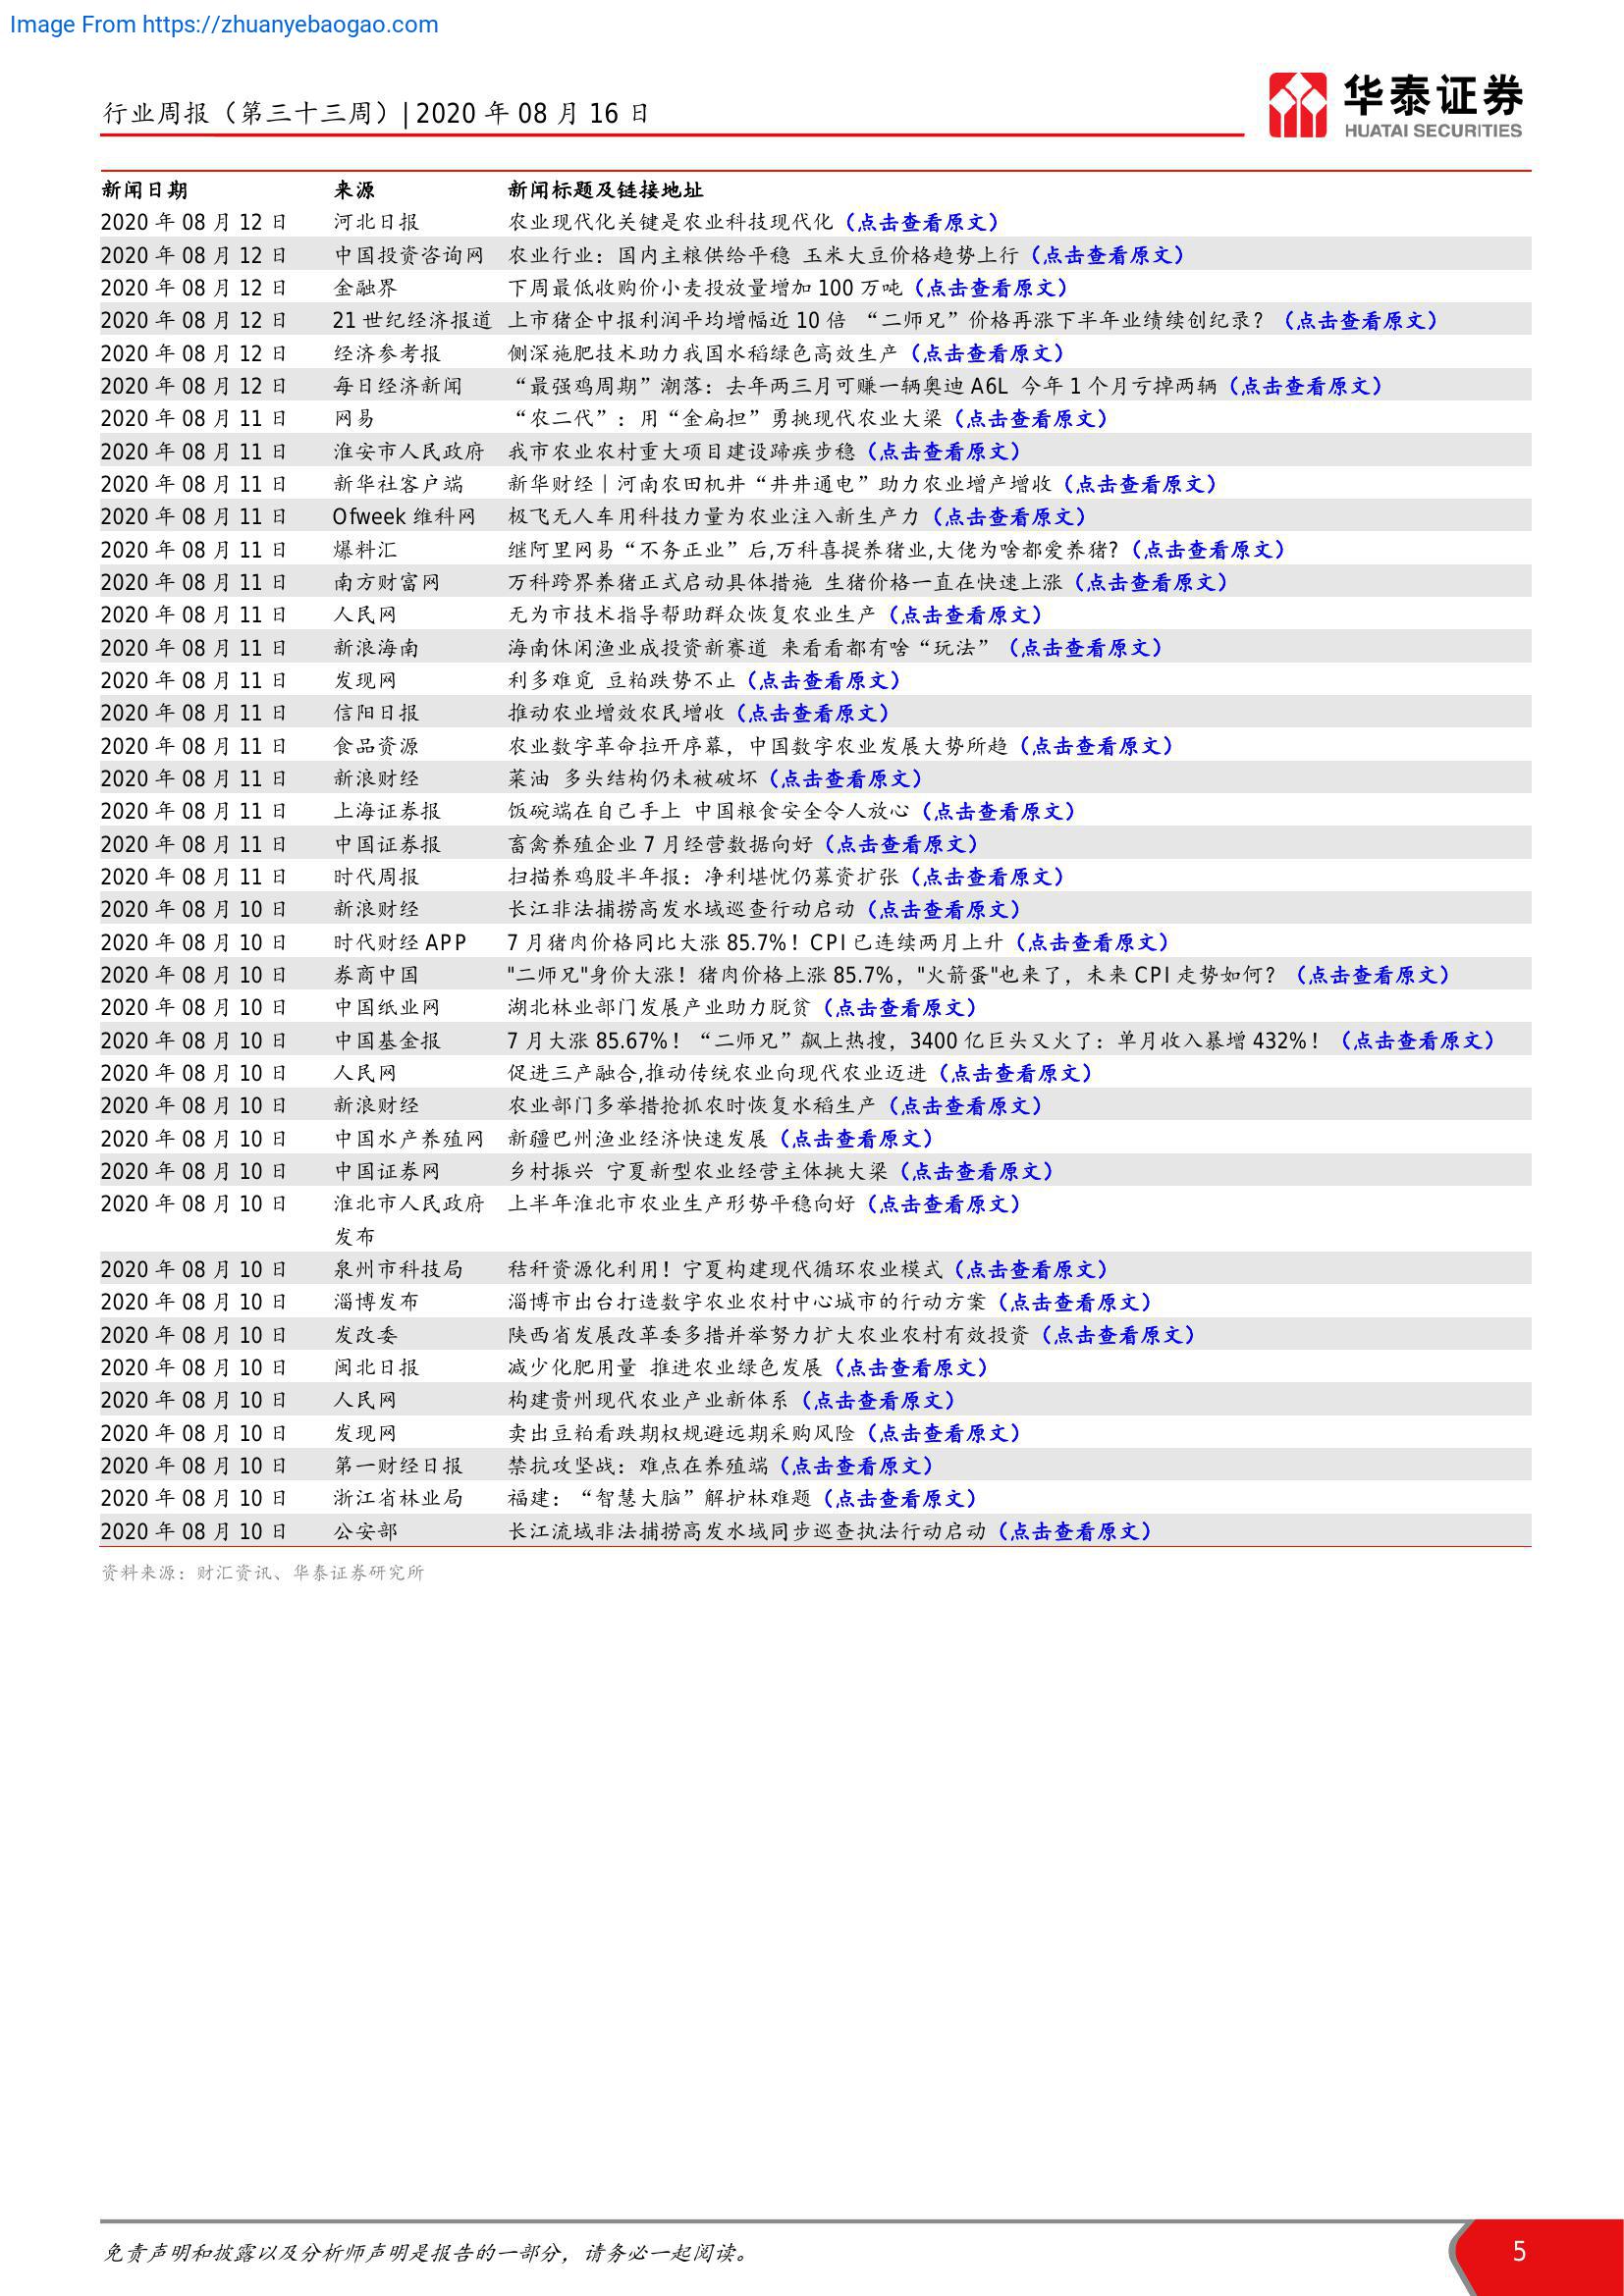 Image From https://zhuanyebaogao.com
行业周报（第三十三周）| 2020 年 08 月 16 日
华泰证券
HUATAI SECURITIES
新闻日期 来源 新闻标题及链接地址
2020 年 08 月 12 日 河北日报 农业现代化关键是农业科技现代化（点击查看原文）
2020 年 08 月 12 日 中国投资咨询网 农业行业：国内主粮供给平稳 玉米大豆价格趋势上行（点击查看原文）
2020 年 08 月 12 日 金融界 下周最低收购价小麦投放量增加 100 万吨（点击查看原文）
2020 年 08 月 12 日 21 世纪经济报道 上市猪企中报利润平均增幅近 10 倍 “二师兄”价格再涨下半年业绩续创纪录？（点击查看原文）
2020 年 08 月 12 日 经济参考报 侧深施肥技术助力我国水稻绿色高效生产（点击查看原文）
2020 年 08 月 12 日 每日经济新闻 “最强鸡周期”潮落：去年两三月可赚一辆奥迪 A6L 今年 1 个月亏掉两辆（点击查看原文）
2020 年 08 月 11 日 网易 “农二代”：用“金扁担”勇挑现代农业大梁（点击查看原文）
2020 年 08 月 11 日 淮安市人民政府 我市农业农村重大项目建设蹄疾步稳（点击查看原文）
2020 年 08 月 11 日 新华社客户端 新华财经｜河南农田机井“井井通电”助力农业增产增收（点击查看原文）
2020 年 08 月 11 日 Ofweek 维科网 极飞无人车用科技力量为农业注入新生产力（点击查看原文）
2020 年 08 月 11 日 爆料汇 继阿里网易“不务正业”后,万科喜提养猪业,大佬为啥都爱养猪?（点击查看原文）
2020 年 08 月 11 日 南方财富网 万科跨界养猪正式启动具体措施 生猪价格一直在快速上涨（点击查看原文）
2020 年 08 月 11 日 人民网 无为市技术指导帮助群众恢复农业生产（点击查看原文）
2020 年 08 月 11 日 新浪海南 海南休闲渔业成投资新赛道 来看看都有啥“玩法”（点击查看原文）
2020 年 08 月 11 日 发现网 利多难觅 豆粕跌势不止（点击查看原文）
2020 年 08 月 11 日 信阳日报 推动农业增效农民增收（点击查看原文）
2020 年 08 月 11 日 食品资源 农业数字革命拉开序幕，中国数字农业发展大势所趋（点击查看原文）
2020 年 08 月 11 日 新浪财经 菜油 多头结构仍未被破坏（点击查看原文）
2020 年 08 月 11 日 上海证券报 饭碗端在自己手上 中国粮食安全令人放心（点击查看原文）
2020 年 08 月 11 日 中国证券报 畜禽养殖企业 7 月经营数据向好（点击查看原文）
2020 年 08 月 11 日 时代周报 扫描养鸡股半年报：净利堪忧仍募资扩张（点击查看原文）
2020 年 08 月 10 日 新浪财经 长江非法捕捞高发水域巡查行动启动（点击查看原文）
2020 年 08 月 10 日 时代财经 APP 7 月猪肉价格同比大涨 85.7%！CPI 已连续两月上升（点击查看原文）
2020 年 08 月 10 日 券商中国 "二师兄"身价大涨！猪肉价格上涨 85.7%，"火箭蛋"也来了，未来 CPI 走势如何？（点击查看原文）
2020 年 08 月 10 日 中国纸业网 湖北林业部门发展产业助力脱贫（点击查看原文）
2020 年 08 月 10 日 中国基金报 7 月大涨 85.67%！“二师兄”飙上热搜，3400 亿巨头又火了：单月收入暴增 432%！（点击查看原文）
2020 年 08 月 10 日 人民网 促进三产融合,推动传统农业向现代农业迈进（点击查看原文）
2020 年 08 月 10 日 新浪财经 农业部门多举措抢抓农时恢复水稻生产（点击查看原文）
2020 年 08 月 10 日 中国水产养殖网 新疆巴州渔业经济快速发展（点击查看原文）
2020 年 08 月 10 日 中国证券网 乡村振兴 宁夏新型农业经营主体挑大梁（点击查看原文）
2020 年 08 月 10 日 淮北市人民政府 上半年淮北市农业生产形势平稳向好（点击查看原文）
发布
2020 年 08 月 10 日 泉州市科技局 秸秆资源化利用！宁夏构建现代循环农业模式（点击查看原文）
2020 年 08 月 10 日 淄博发布 淄博市出台打造数字农业农村中心城市的行动方案（点击查看原文）
2020 年 08 月 10 日 发改委 陕西省发展改革委多措并举努力扩大农业农村有效投资（点击查看原文）
2020 年 08 月 10 日 闽北日报 减少化肥用量 推进农业绿色发展（点击查看原文）
2020 年 08 月 10 日 人民网 构建贵州现代农业产业新体系（点击查看原文）
2020 年 08 月 10 日 发现网 卖出豆粕看跌期权规避远期采购风险（点击查看原文）
2020 年 08 月 10 日 第一财经日报 禁抗攻坚战：难点在养殖端（点击查看原文）
2020 年 08 月 10 日 浙江省林业局 福建：“智慧大脑”解护林难题（点击查看原文）
2020 年 08 月 10 日 公安部 长江流域非法捕捞高发水域同步巡查执法行动启动（点击查看原文）
资料来源：财汇资讯、华泰证券研究所
免责声明和披露以及分析师声明是报告的一部分，请务必一起阅读。
5